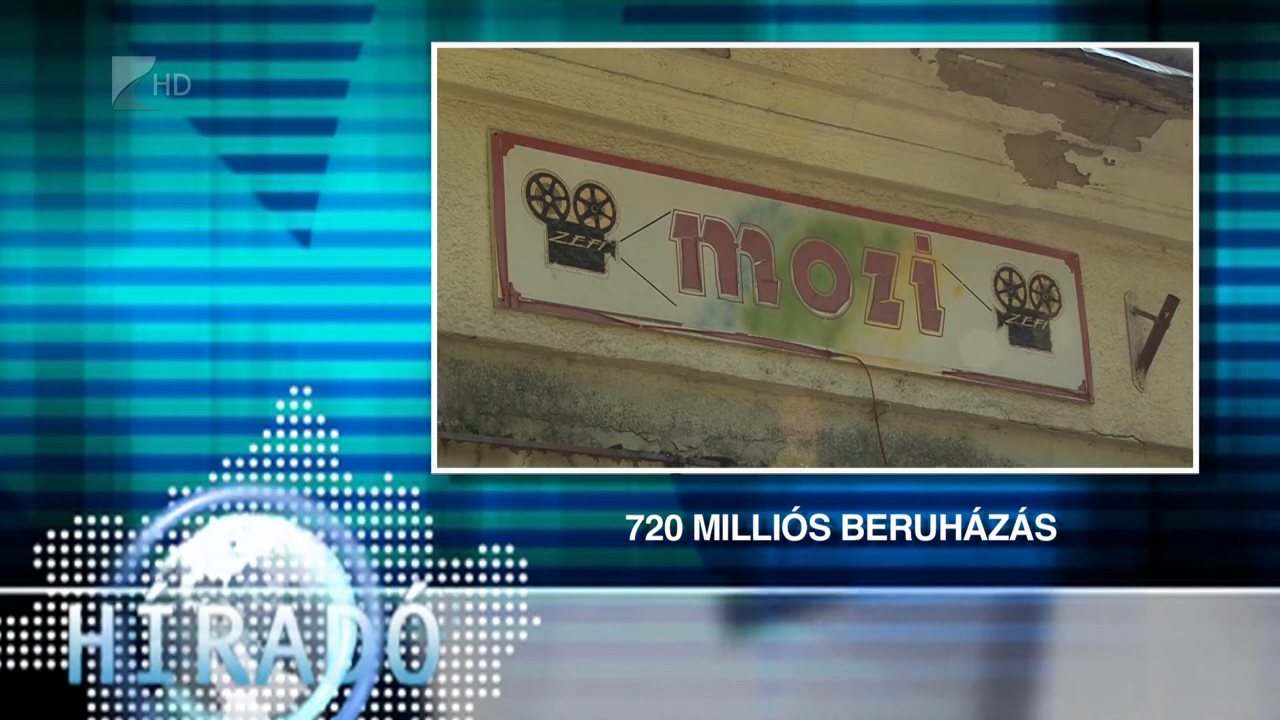 HD
ZEFI
mozi
ZEFI
720 MILLIÓS BERUHÁZÁS
HÍRADÓ